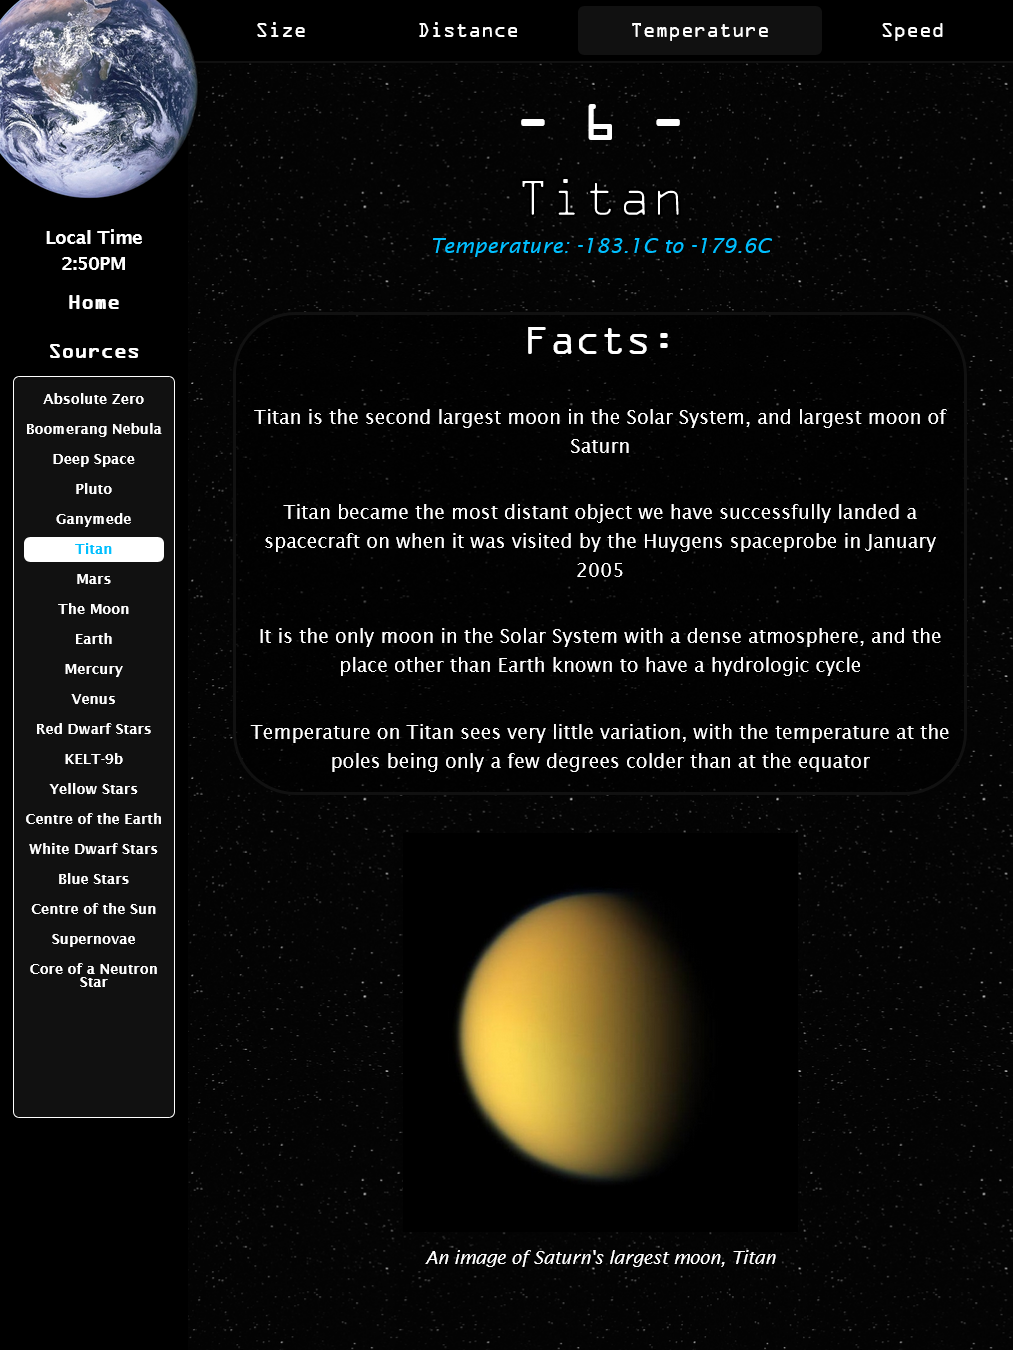 Size
Distance
Temperature
Speed
Local Time
2:50PM
Home
Sources
Absolute Zero
Boomerang Nebula
Deep Space
Pluto
Ganymede
Titan
Mars
The Moon
Earth
Mercury
Venus
Red Dwarf Stars
KELT-9b
Yellow Stars
Centre of the Earth
White Dwarf Stars
Blue Stars
Centre of the Sun
Supernovae
Core of a Neutron
Star
- 6 -
Titan
Temperature: -183.1C to -179.6C
Facts:
Titan is the second largest moon in the Solar System, and largest moon of
Saturn
Titan became the most distant object we have successfully landed a
spacecraft on when it was visited by the Huygens spaceprobe in January
2005
It is the only moon in the Solar System with a dense atmosphere, and the
place other than Earth known to have a hydrologic cycle
Temperature on Titan sees very little variation, with the temperature at the
poles being only a few degrees colder than at the equator
An image of Saturn's largest moon, Titan